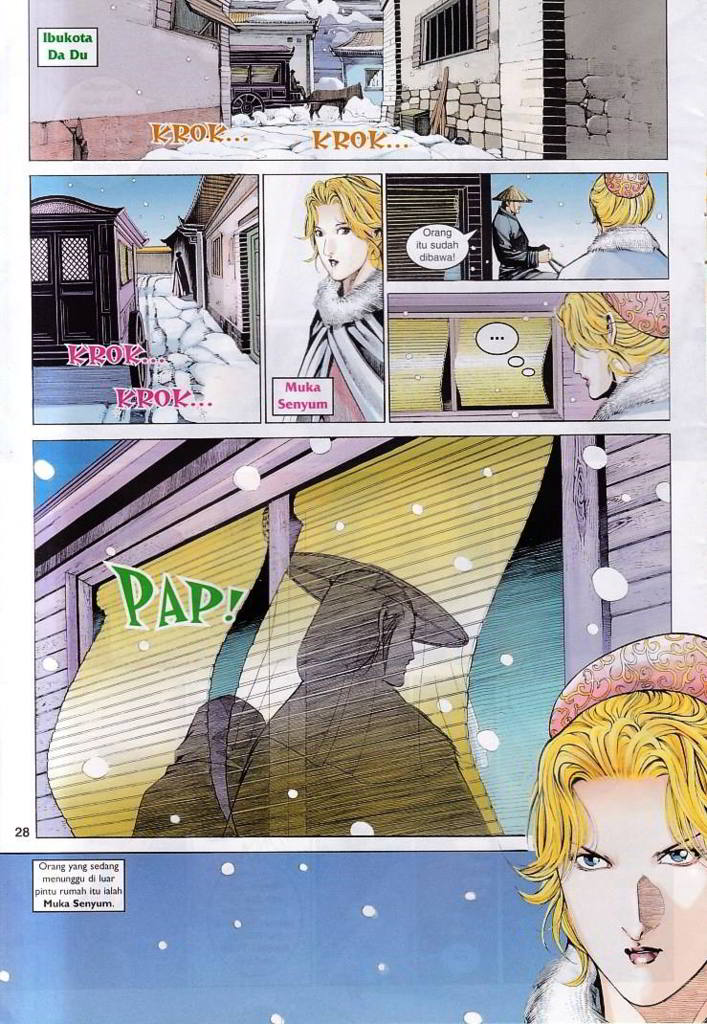 Ibukota
Da Du
KROK...
KROK...
KROK...
KROK...
Muka
Senyum
Orang
itu sudah
dibawa!
...
PAP!
28
Orang yang sedang
menunggu di luar
pintu rumah itu ialah
Muka Senyum.